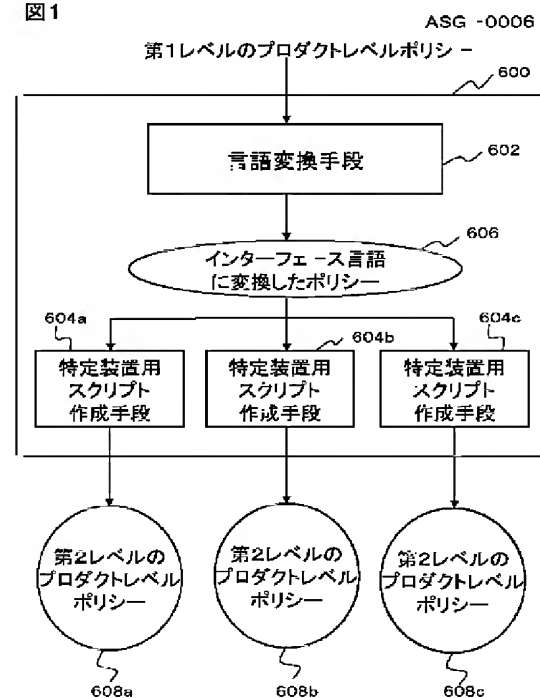 図1
ASG -0006
第1レベルのプロダクトレベルポリシー
600
言語変換手段
602
606
インターフェース言語
に変換したポリシー
604a
604b
604c
特定装置用
スクリプト
作成手段
特定装置用
スクリプト
作成手段
特定装置用
スクリプト
作成手段
第2レベルの
プロダクトレベル
ポリシー
第2レベルの
プロダクトレベル
ポリシー
第2レベルの
プロダクトレベル
ポリシー
608a
608b
608c